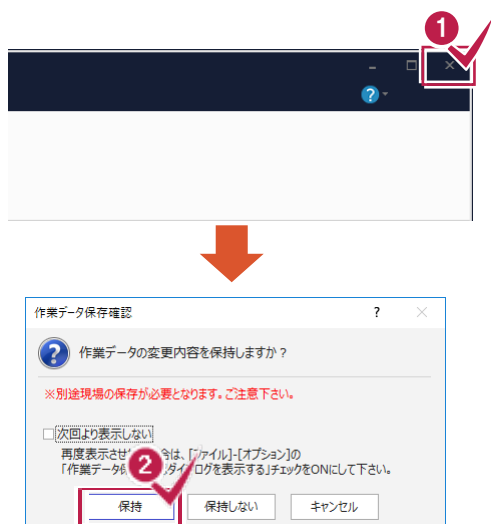 1
?
作業データ保存確認 ?
作業データの変更内容を保持しますか?
※別途現場の保存が必要となります。ご注意下さい。
次回より表示しない
再度表示させ 合は、[ファイル]-[オプション]の
「作業データ 2 ダイアログを表示する」チェックをONにして下さい。
保持 保持しない キャンセル